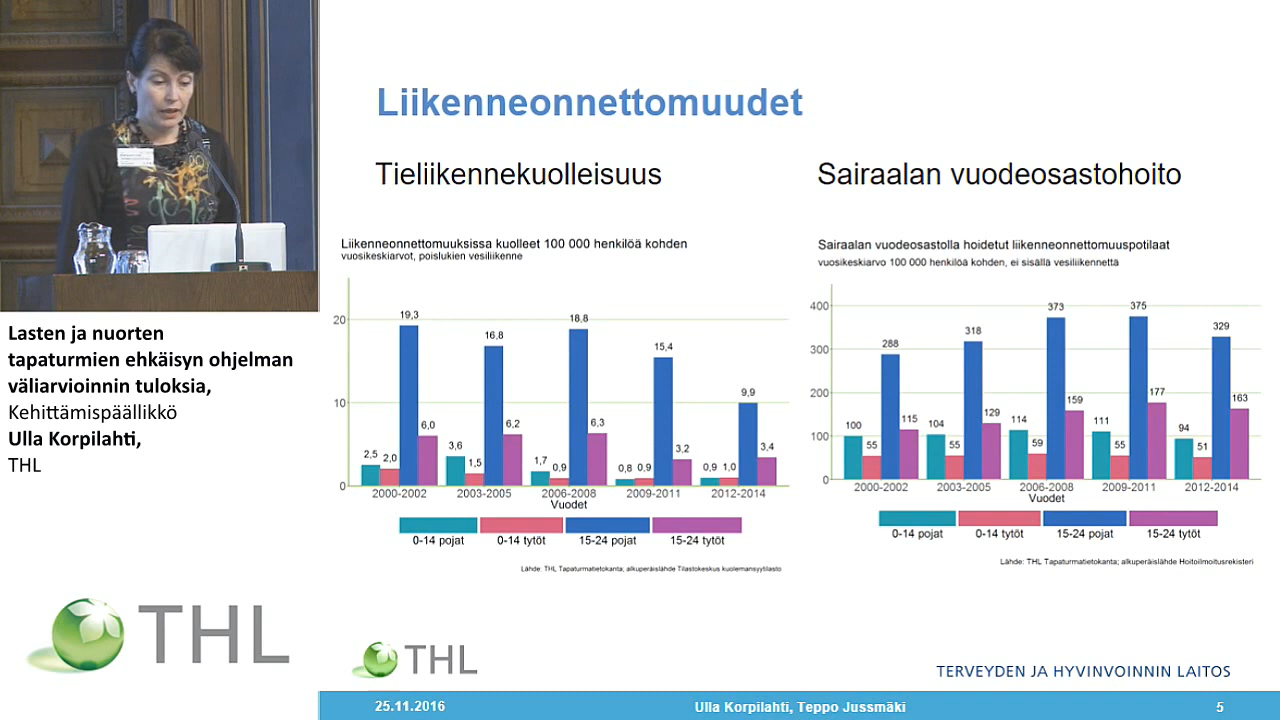 Liikenneonnettomuudet
Tieliikennekuolleisuus
Sairaalan vuodeosastohoito
Liikenneonnettomuuksissa kuolleet 100 000 henkilöä kohden
vuosikeskiarvot, poislukien vesiliikenne
20
10
0
2,5
2,0
19,3
6,0
3,6
1,5
16,8
6,2
1,7
0,9
18,8
6,3
0,8
0,9
15,4
3,2
0,9
1,0
9,9
3,4
2000-2002
2003-2005
2006-2008
2009-2011
2012-2014
Vuodet
0-14 pojat
0-14 tytöt
15-24 pojat
15-24 tytöt
Lähde: THL Tapaturmatietokanta; alkuperäislähde Tilastokeskus kuolemansyytilasto
Sairaalan vuodeosastolla hoidetut liikenneonnettomuuspotilaat
vuosikeskiarvo 100 000 henkilöä kohden, ei sisällä vesiliikennettä
400
300
200
100
0
100
55
288
115
104
55
318
129
114
59
373
159
111
55
375
177
94
51
329
163
2000-2002
2003-2005
2006-2008
2009-2011
2012-2014
Vuodet
0-14 pojat
0-14 tytöt
15-24 pojat
15-24 tytöt
Lähde: THL Tapaturmatietokanta; alkuperäislähde Hoitoilmoitusrekisteri
Lasten ja nuorten
tapaturmien ehkäisyn ohjelman
väliarvioinnin tuloksia,
Kehittämispäällikkö
Ulla Korpilahti,
THL
THL
THL
TERVEYDEN JA HYVINVOINNIN LAITOS
25.11.2016
Ulla Korpilahti, Teppo Jussmäki
5